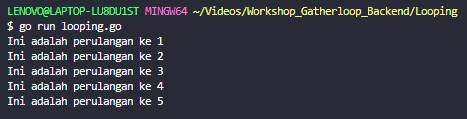 LENOVO@LAPTOP-LU8DU1ST MINGW64 ~/Videos/Workshop_Gatherloop_Backend/Looping
$ go run looping.go
Ini adalah perulangan ke 1
Ini adalah perulangan ke 2
Ini adalah perulangan ke 3
Ini adalah perulangan ke 4
Ini adalah perulangan ke 5